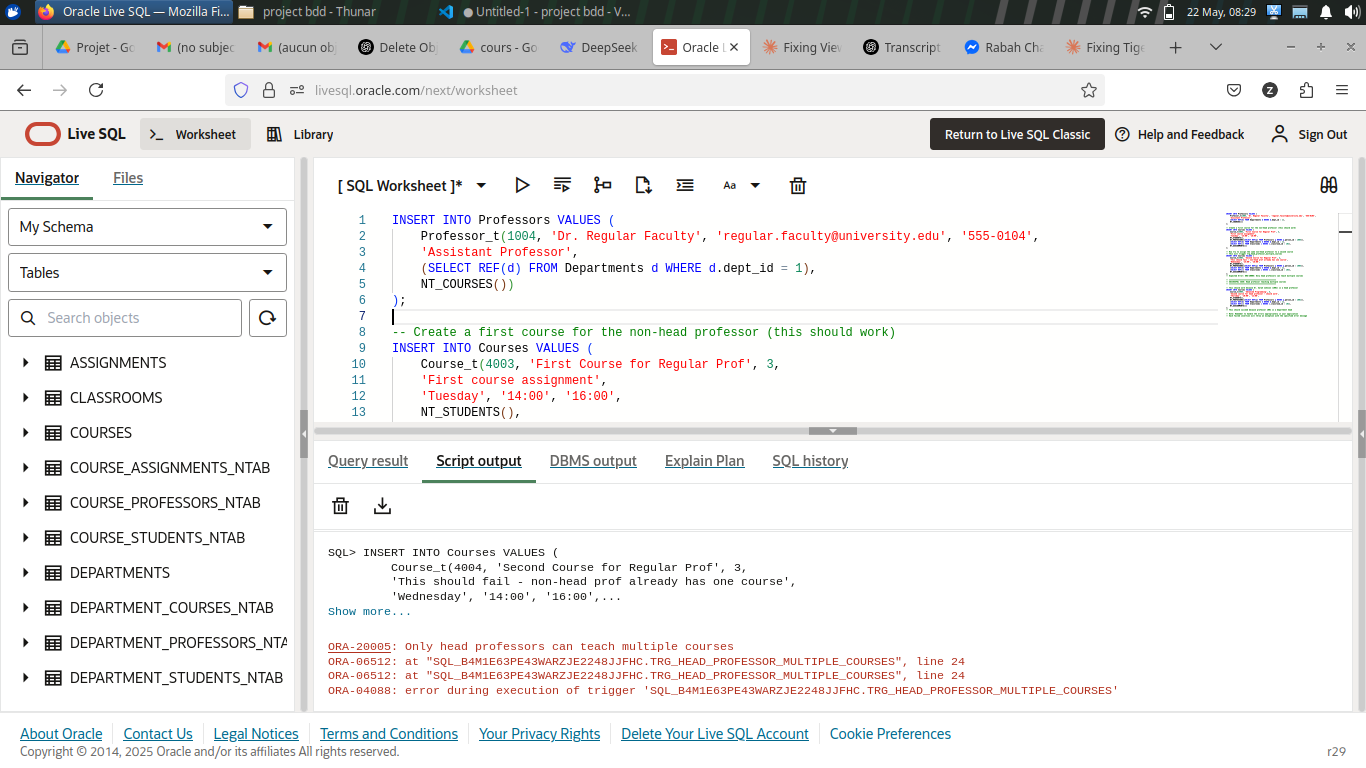 Oracle Live SQL — Mozilla Fi...
project bdd - Thunar
● Untitled-1 - project bdd - V...
22 May, 08:29
Projet - Go
(no subjec
(aucun obj
Delete Obj
cours - Go
DeepSeek
Oracle L
Fixing View
Transcript
Rabah Cha
Fixing Tige
livesql.oracle.com/next/worksheet
Live SQL
Worksheet
Library
Return to Live SQL Classic
Help and Feedback
Sign Out
Navigator
Files
My Schema
Tables
Search objects
ASSIGNMENTS
CLASSROOMS
COURSES
COURSE_ASSIGNMENTS_NTAB
COURSE_PROFESSORS_NTAB
COURSE_STUDENTS_NTAB
DEPARTMENTS
DEPARTMENT_COURSES_NTAB
DEPARTMENT_PROFESSORS_NTA
DEPARTMENT_STUDENTS_NTAB
[ SQL Worksheet ]*
Aa
1 INSERT INTO Professors VALUES (
2 Professor_t(1004, 'Dr. Regular Faculty', 'regular.faculty@university.edu', '555-0104',
3 'Assistant Professor',
4 (SELECT REF(d) FROM Departments d WHERE d.dept_id = 1),
5 NT_COURSES())
6 );
7
8 -- Create a first course for the non-head professor (this should work)
9 INSERT INTO Courses VALUES (
10 Course_t(4003, 'First Course for Regular Prof', 3,
11 'First course assignment',
12 'Tuesday', '14:00', '16:00',
13 NT_STUDENTS(),
Query result
Script output
DBMS output
Explain Plan
SQL history
SQL> INSERT INTO Courses VALUES (
Course_t(4004, 'Second Course for Regular Prof', 3,
'This should fail - non-head prof already has one course',
'Wednesday', '14:00', '16:00',...
Show more...
ORA-20005: Only head professors can teach multiple courses
ORA-06512: at "SQL_B4M1E63PE43WARZJE2248JJFHC.TRG_HEAD_PROFESSOR_MULTIPLE_COURSES", line 24
ORA-06512: at "SQL_B4M1E63PE43WARZJE2248JJFHC.TRG_HEAD_PROFESSOR_MULTIPLE_COURSES", line 24
ORA-04088: error during execution of trigger 'SQL_B4M1E63PE43WARZJE2248JJFHC.TRG_HEAD_PROFESSOR_MULTIPLE_COURSES'
About Oracle
Contact Us
Legal Notices
Terms and Conditions
Your Privacy Rights
Delete Your Live SQL Account
Cookie Preferences
Copyright © 2014, 2025 Oracle and/or its affiliates All rights reserved.
r29